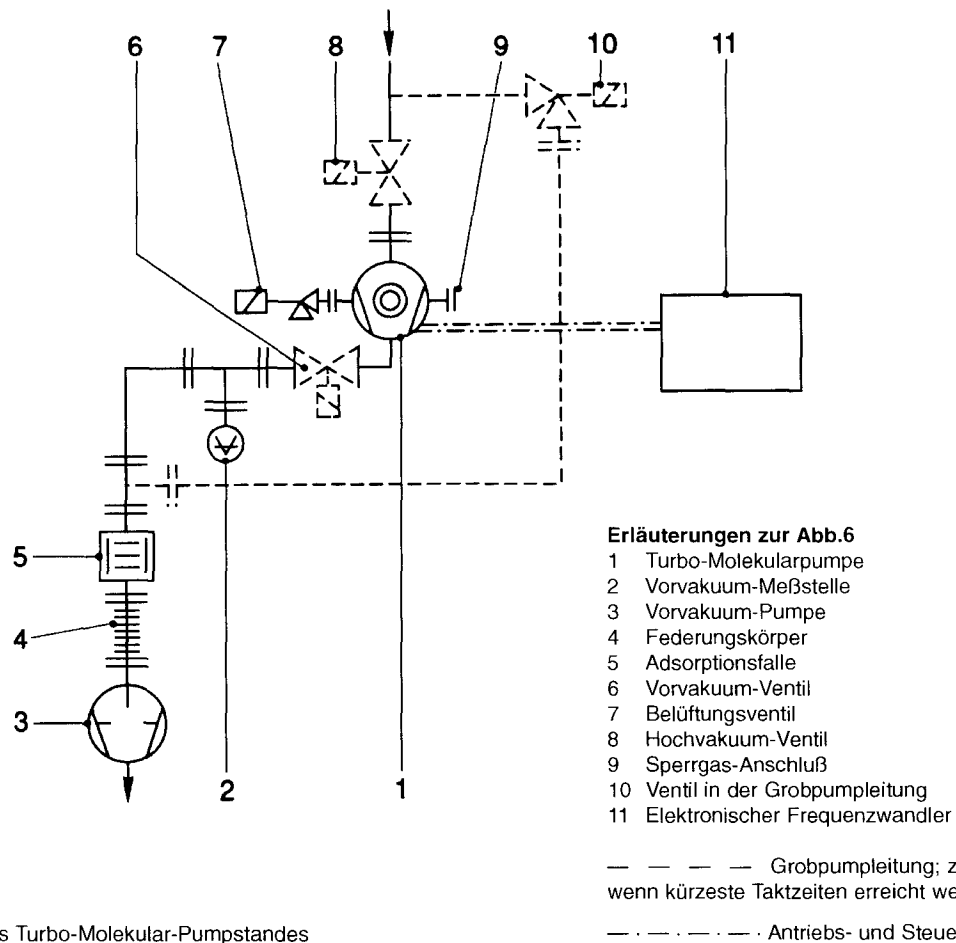 6 7 8 9 10 11
5
4
3
2 1
Erläuterungen zur Abb.6
1 Turbo-Molekularpumpe
2 Vorvakuum-Meßstelle
3 Vorvakuum-Pumpe
4 Federungskörper
5 Adsorptionsfalle
6 Vorvakuum-Ventil
7 Belüftungsventil
8 Hochvakuum-Ventil
9 Sperrgas-Anschluß
10 Ventil in der Grobpumpleitung
11 Elektronischer Frequenzwandler
Grobpumpleitung; z
wenn kürzeste Taktzeiten erreicht we
s Turbo-Molekular-Pumpstandes
Antriebs- und Steue